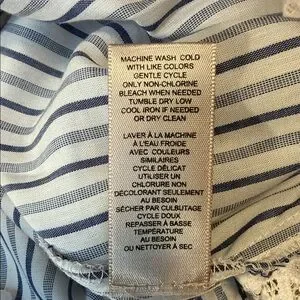 MACHINE WASH COLD
WITH LIKE COLORS
GENTLE CYCLE
ONLY NON-CHLORINE
BLEACH WHEN NEEDED
TUMBLE DRY LOW
COOL IRON IF NEEDED
OR DRY CLEAN
LAVER À LA MACHINE
À L'EAU FROIDE
AVEC COULEURS
SIMILAIRES
CYCLE DÉLICAT
UTILISER UN
CHLORURE NON
DÉCOLORANT SEULEMENT
AU BESOIN
SÉCHER PAR CULBUTAGE
CYCLE DOUX
REPASSER À BASSE
TEMPÉRATURE
AU BESOIN
OU NETTOYER À SEC